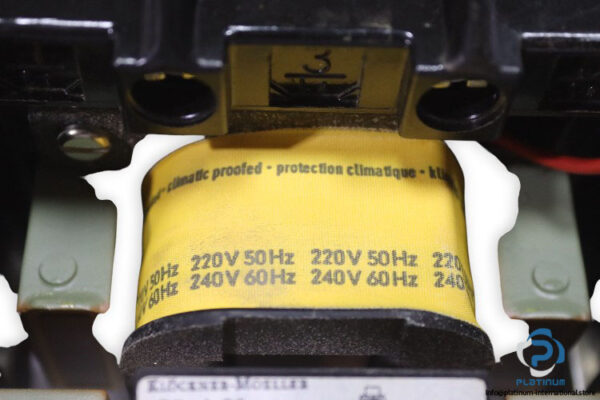 3
climatic proofed - protection climatique - k
50Hz 220V 50Hz 220V 50Hz 220
60Hz 240V 60Hz 240V 60Hz 240
KLÖCKNER-MOELLER
PLATINUM
info@platinum-international.store